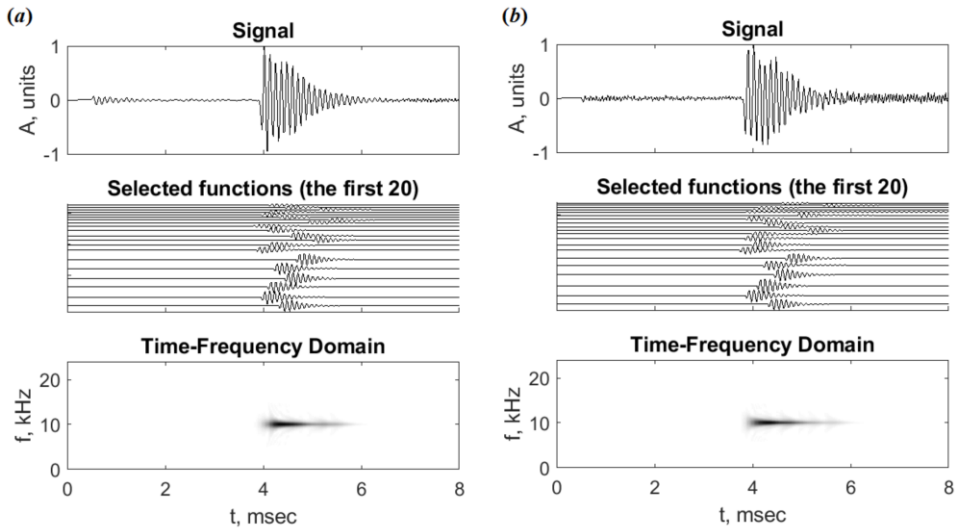 (a)
Signal
1
0
-1
A, units
Selected functions (the first 20)
Time-Frequency Domain
20
10
0
f, kHz
0 2 4 6 8
t, msec
(b)
Signal
1
0
-1
A, units
Selected functions (the first 20)
Time-Frequency Domain
20
10
0
f, kHz
0 2 4 6 8
t, msec